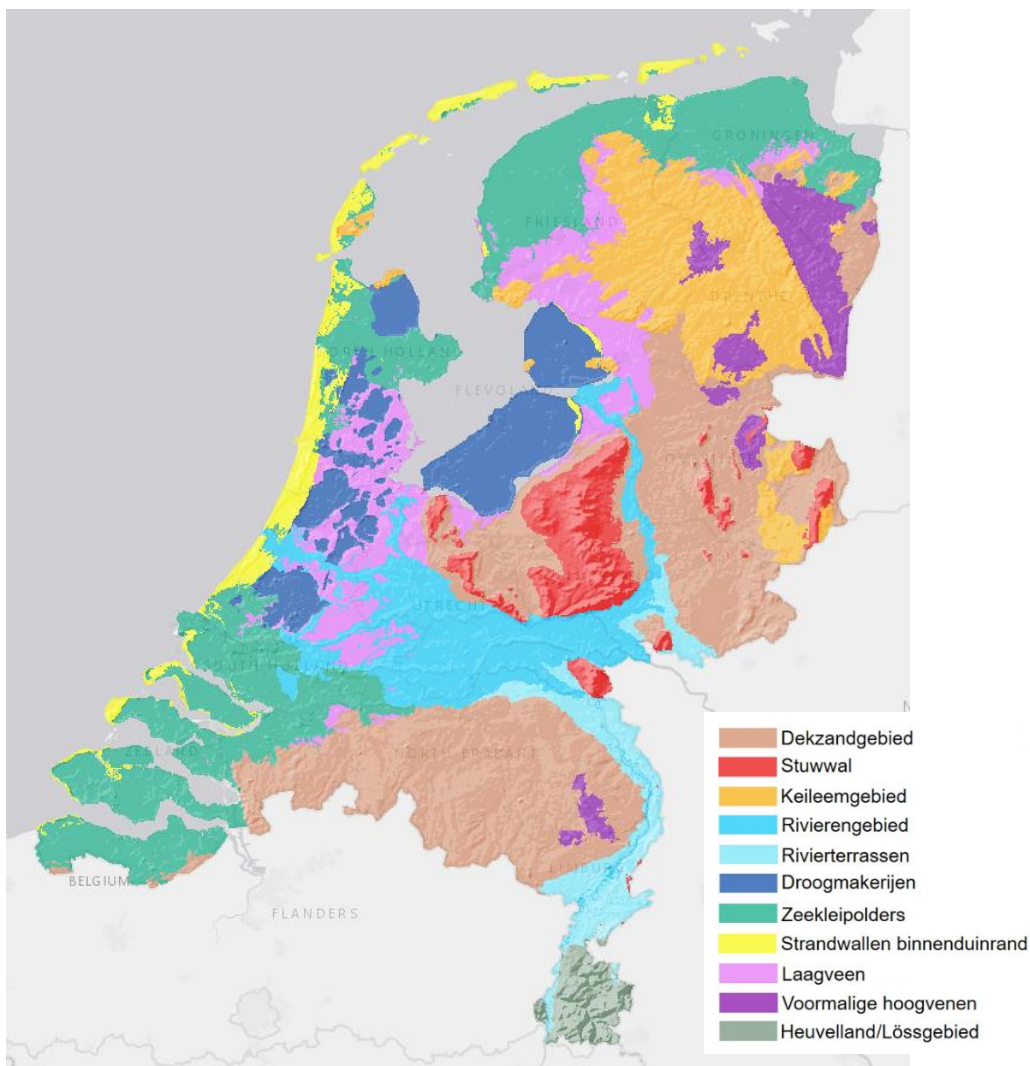 GRONINGEN
FRIESLAND
DRENTHE
NORTH HOLLAND
FLEVOLAND
OVERIJSSEL
UTRECHT
SOUTH HOLLAND
ZEELAND
NORTH BRABANT
LIMBURG
BELGIUM
FLANDERS
N
Dekzandgebied
Stuwwal
Keileemgebied
Rivierengebied
Rivierterrassen
Droogmakerijen
Zeekleipolders
Strandwallen binnenduinrand
Laagveen
Voormalige hoogvenen
Heuvelland/Lössgebied